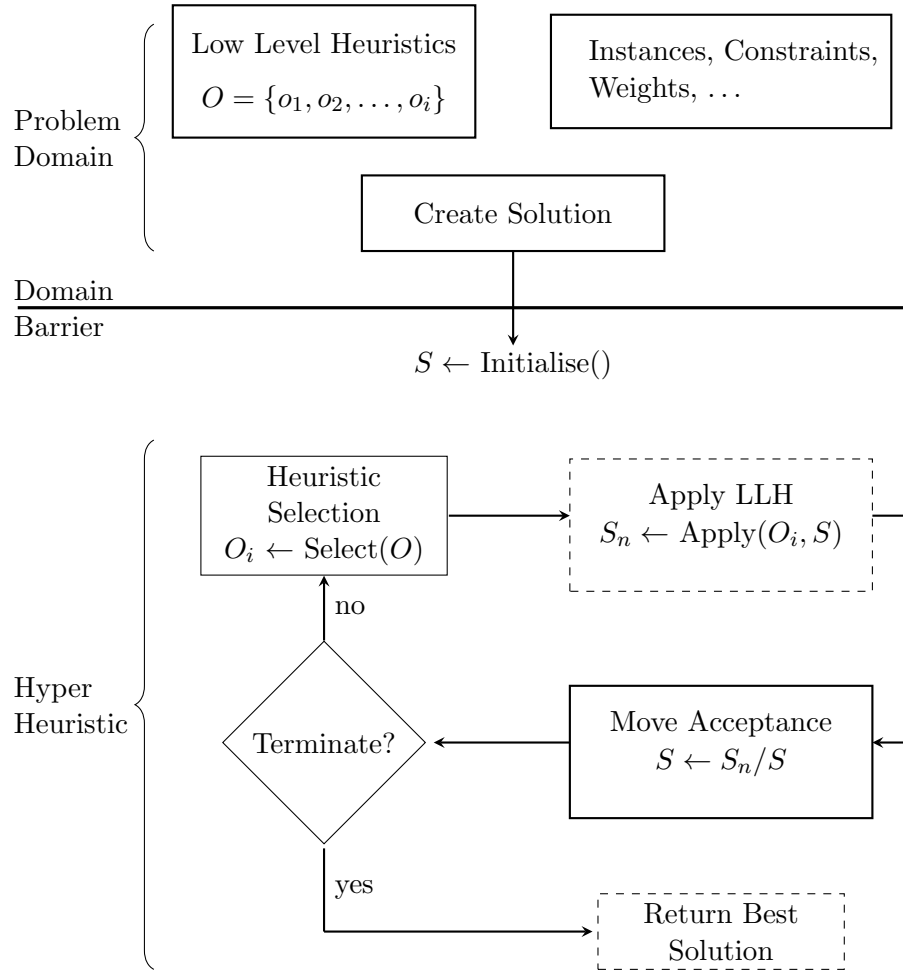 Low Level Heuristics
O = {o₁, o₂, . . . , oᵢ}
Instances, Constraints,
Weights, . . .
Problem
Domain
Create Solution
Domain
Barrier
S ← Initialise()
Heuristic
Selection
Oᵢ ← Select(O)
Apply LLH
Sₙ ← Apply(Oᵢ, S)
no
Hyper
Heuristic
Terminate?
Move Acceptance
S ← Sₙ/S
yes
Return Best
Solution